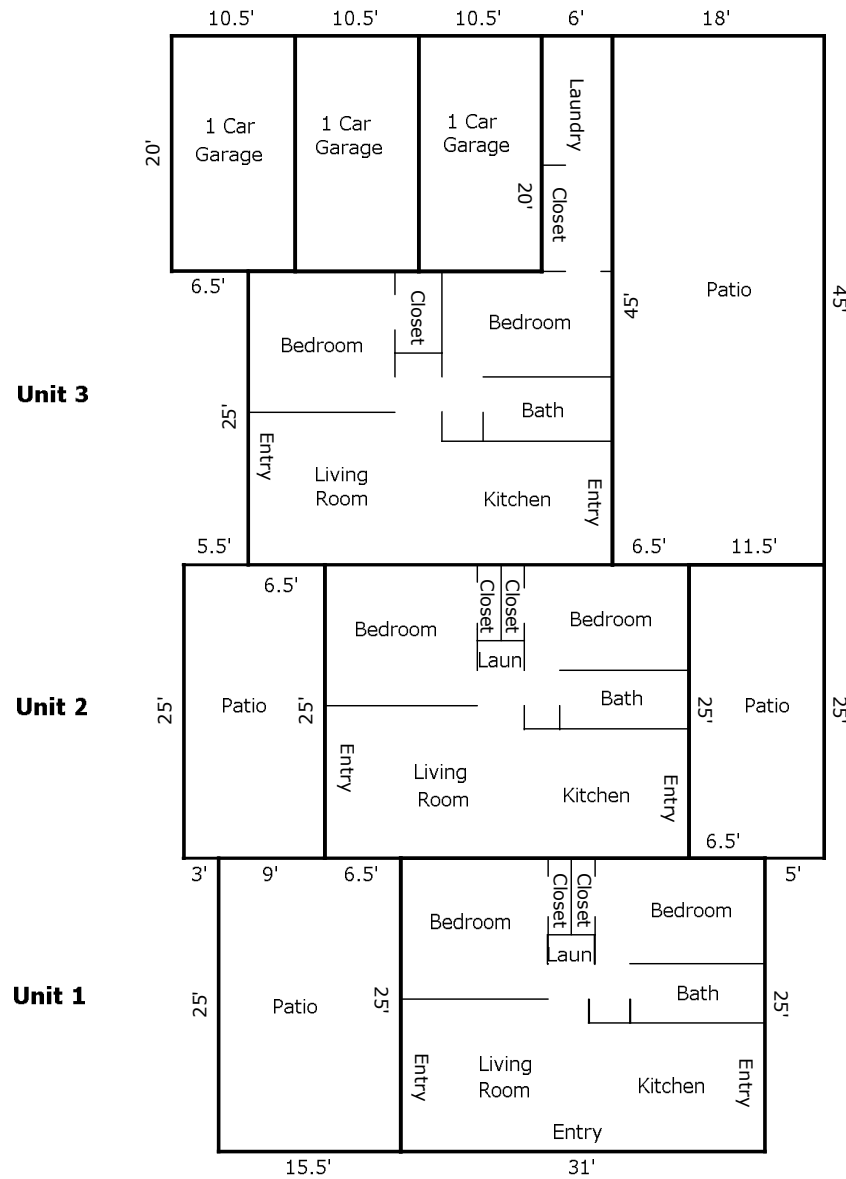 10.5' 10.5' 10.5' 6' 18'
1 Car
Garage
1 Car
Garage
1 Car
Garage
Laundry
20'
20'
Closet
6.5'
Closet
Bedroom
Bedroom
45'
Patio
45'
Unit 3
25'
Bath
Entry
Living
Room
Kitchen
Entry
5.5'
6.5' 11.5'
6.5'
Closet
Closet
Bedroom
Bedroom
Laun
Unit 2
25'
Patio
25'
Bath
25'
Patio
25'
Entry
Living
Room
Kitchen
Entry
6.5'
3' 9' 6.5' 5'
Closet
Closet
Bedroom
Bedroom
Laun
Unit 1
25'
Patio
25'
Bath
25'
Entry
Living
Room
Kitchen
Entry
Entry
15.5' 31'